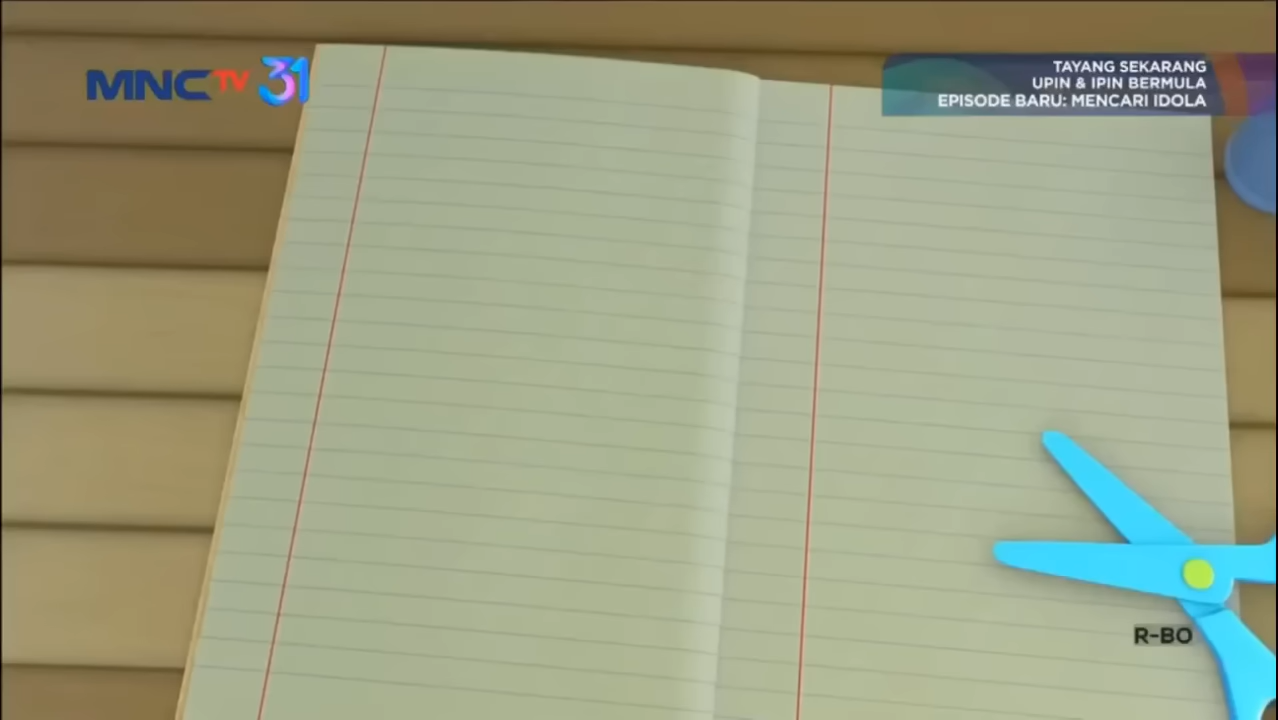 MNCTV 31
TAYANG SEKARANG
UPIN & IPIN BERMULA
EPISODE BARU: MENCARI IDOLA
R-BO